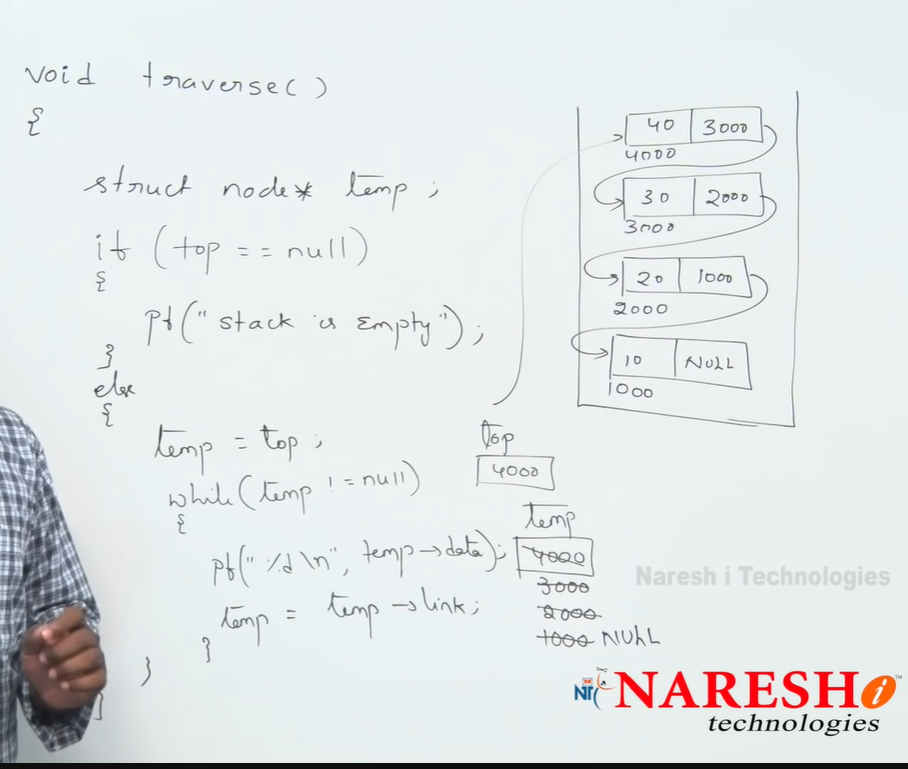 void traverse()
{
struct node* temp;
if (top == null)
{
pf("stack is Empty");
}
else
{
temp = top;
while(temp != null)
{
pf("%d\n", temp→data);
temp = temp→link;
}
}
}
40 3000
4000
30 2000
3000
20 1000
2000
10 NULL
1000
top
4000
temp
4000
3000
2000
1000 NULL
Naresh i Technologies
NARESH i ™
technologies